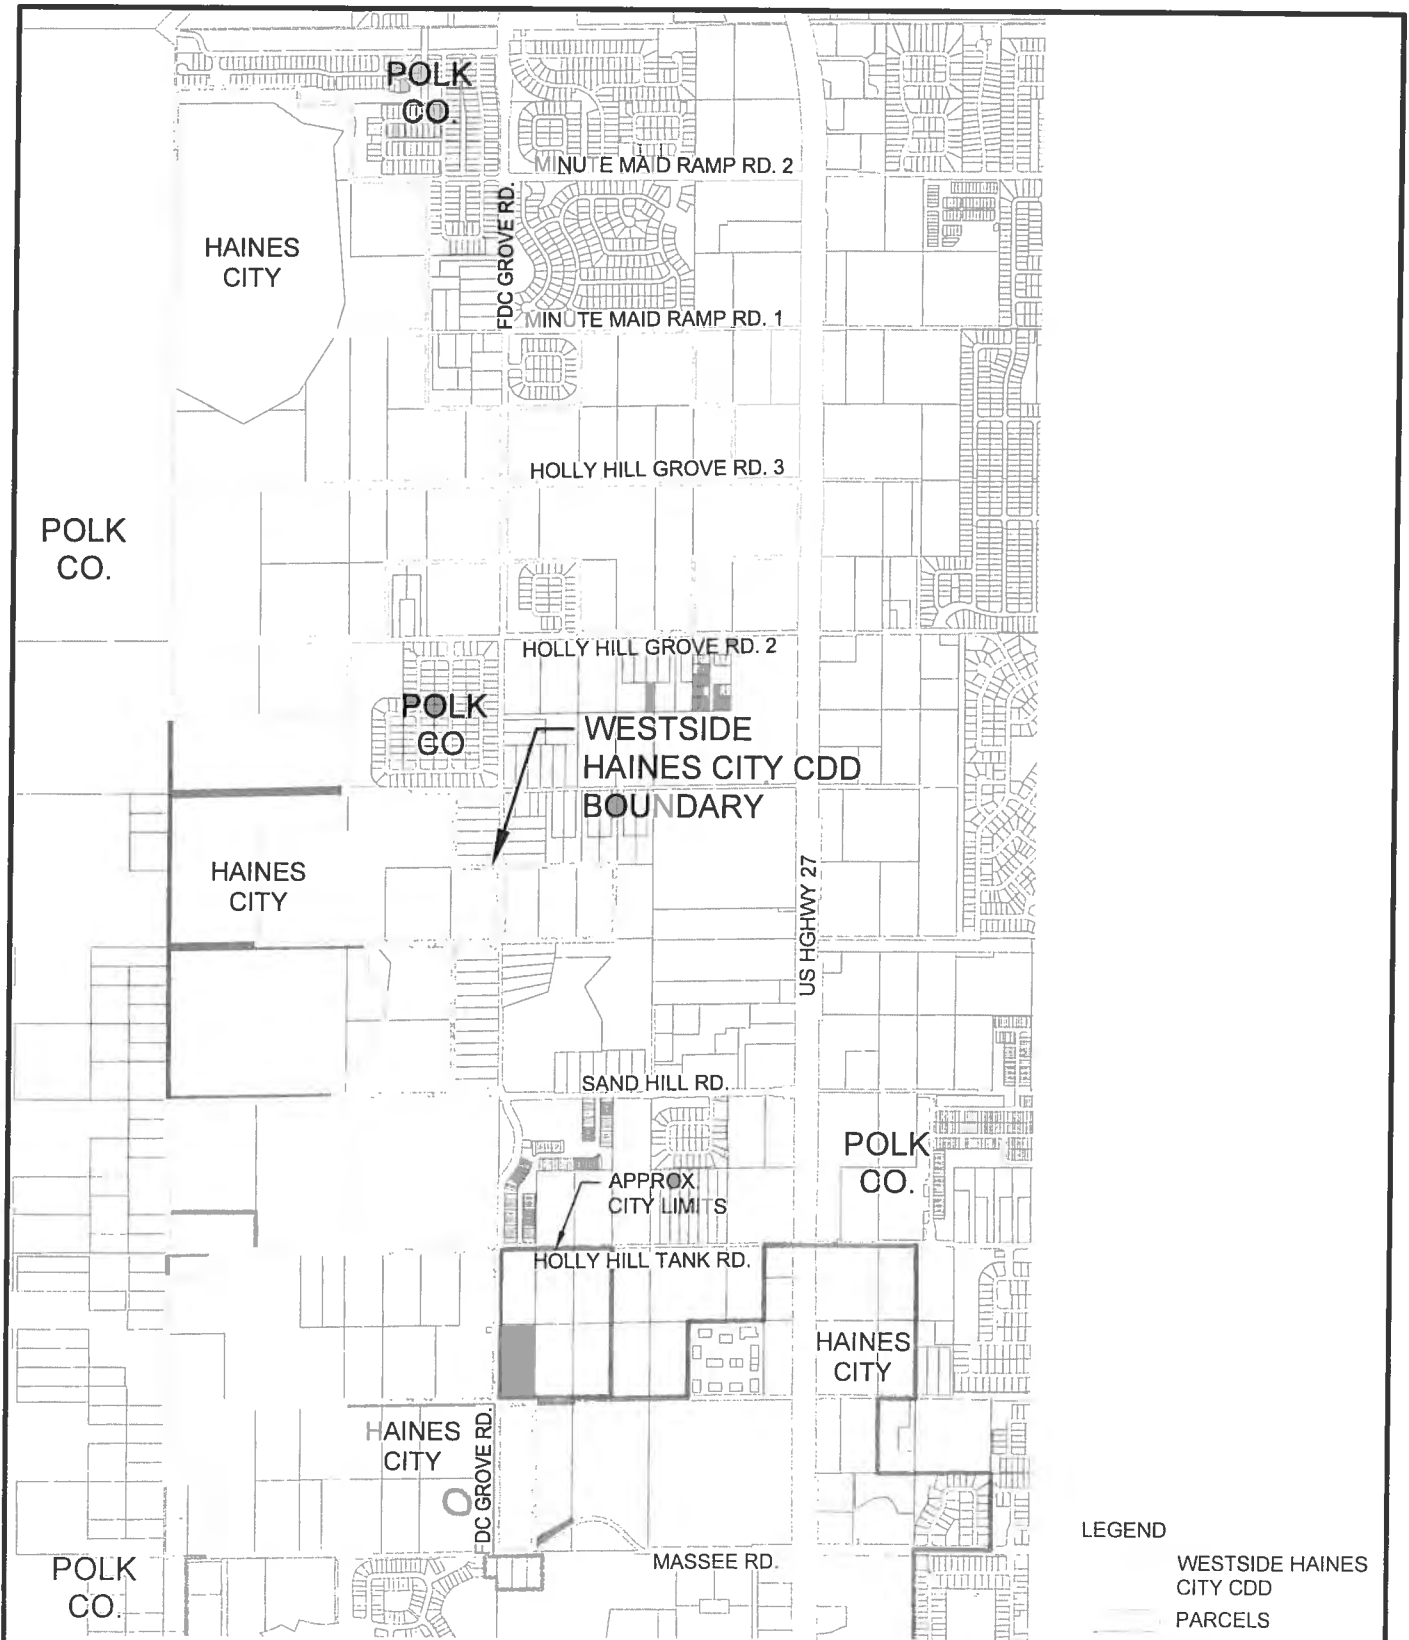 POLK
CO.
MINUTE MAID RAMP RD. 2
FDC GROVE RD.
HAINES
CITY
MINUTE MAID RAMP RD. 1
HOLLY HILL GROVE RD. 3
POLK
CO.
HOLLY HILL GROVE RD. 2
POLK
CO
WESTSIDE
HAINES CITY CDD
BOUNDARY
HAINES
CITY
US HGHWY 27
SAND HILL RD.
POLK
CO.
APPROX.
CITY LIMITS
HOLLY HILL TANK RD.
HAINES
CITY
HAINES
CITY
FDC GROVE RD.
LEGEND
MASSEE RD.
POLK
CO.
WESTSIDE HAINES
CITY CDD
PARCELS